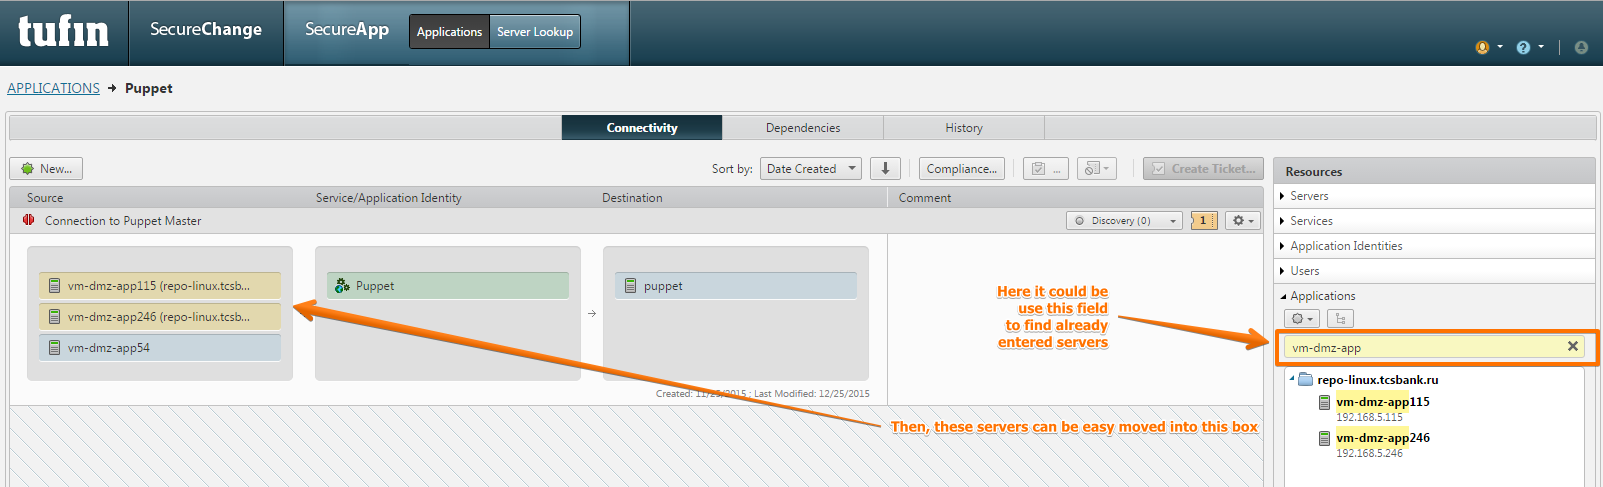 tufin
SecureChange
SecureApp
Applications
Server Lookup
?
APPLICATIONS → Puppet
Connectivity
Dependencies
History
New...
Sort by:
Date Created
Compliance...
...
Create Ticket...
Source
Service/Application Identity
Destination
Comment
Connection to Puppet Master
Discovery (0)
1
vm-dmz-app115 (repo-linux.tcsb...
vm-dmz-app246 (repo-linux.tcsb...
vm-dmz-app54
Puppet
puppet
Created: 11/25/2015 ; Last Modified: 12/25/2015
Here it could be
use this field
to find already
entered servers
Then, these servers can be easy moved into this box
Resources
Servers
Services
Application Identities
Users
Applications
vm-dmz-app
repo-linux.tcsbank.ru
vm-dmz-app115
192.168.5.115
vm-dmz-app246
192.168.5.246